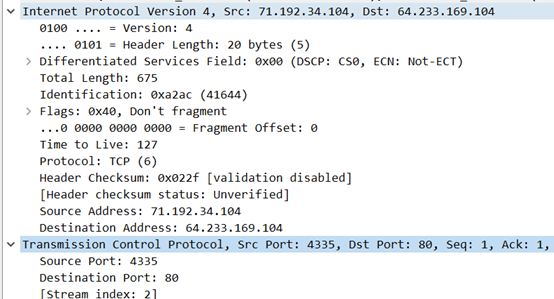 Internet Protocol Version 4, Src: 71.192.34.104, Dst: 64.233.169.104
0100 .... = Version: 4
.... 0101 = Header Length: 20 bytes (5)
Differentiated Services Field: 0x00 (DSCP: CS0, ECN: Not-ECT)
Total Length: 675
Identification: 0xa2ac (41644)
Flags: 0x40, Don't fragment
...0 0000 0000 0000 = Fragment Offset: 0
Time to Live: 127
Protocol: TCP (6)
Header Checksum: 0x022f [validation disabled]
[Header checksum status: Unverified]
Source Address: 71.192.34.104
Destination Address: 64.233.169.104
Transmission Control Protocol, Src Port: 4335, Dst Port: 80, Seq: 1, Ack: 1,
Source Port: 4335
Destination Port: 80
[Stream index: 2]